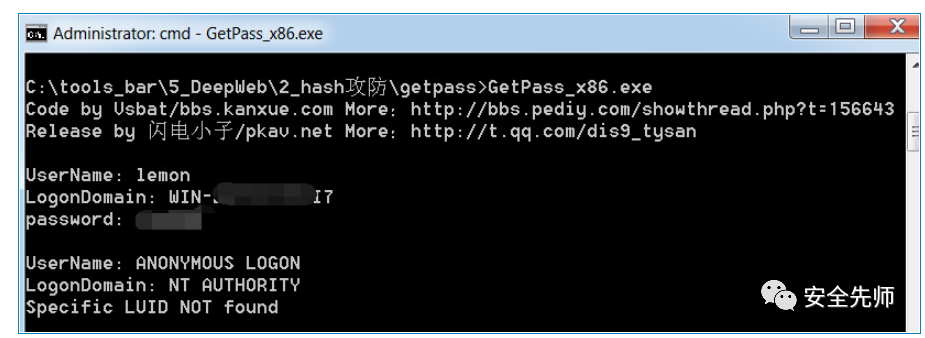 Administrator: cmd - GetPass_x86.exe
C:\tools_bar\5_DeepWeb\2_hash攻防\getpass>GetPass_x86.exe
Code by Vsbat/bbs.kanxue.com More: http://bbs.pediy.com/showthread.php?t=156643
Release by 闪电小子/pkav.net More: http://t.qq.com/dis9_tysan
UserName: lemon
LogonDomain: WIN- I7
password:
UserName: ANONYMOUS LOGON
LogonDomain: NT AUTHORITY
Specific LUID NOT found
安全先师